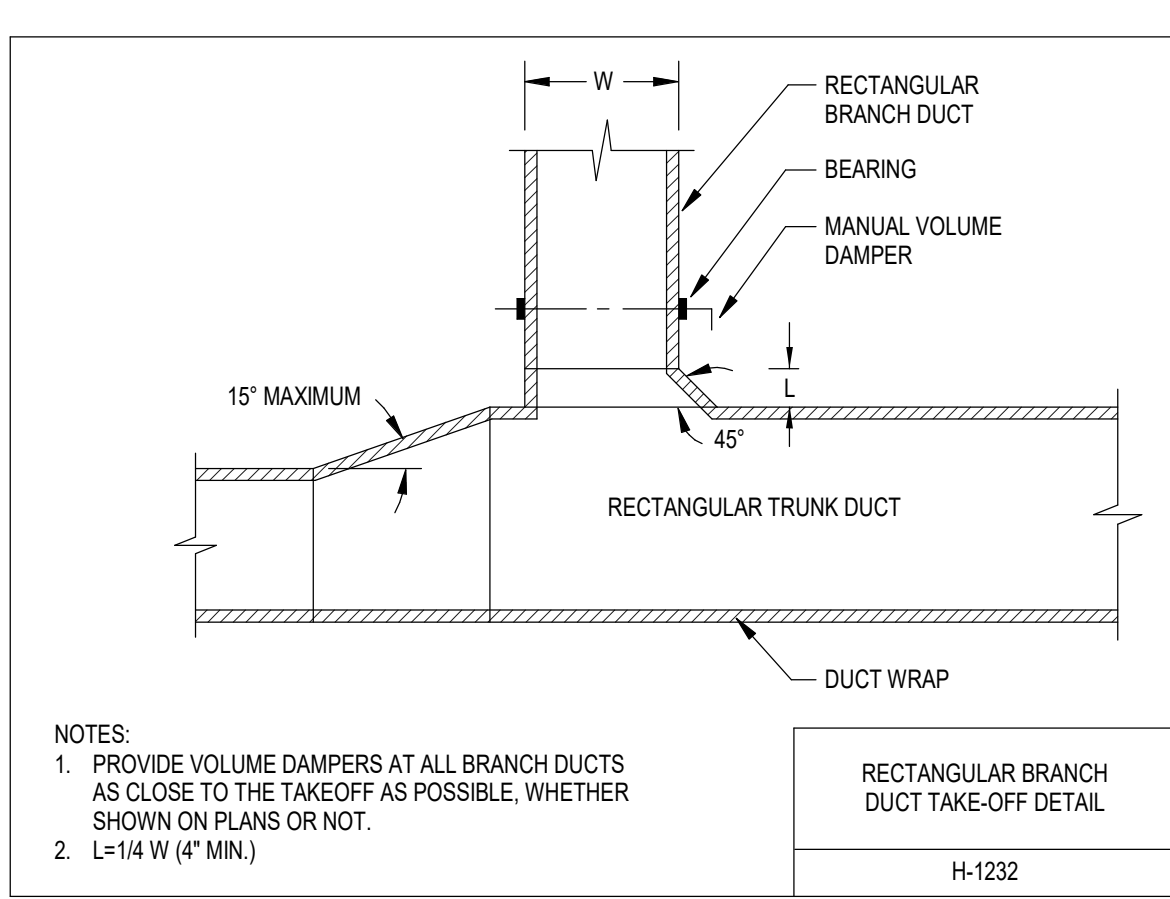 W
RECTANGULAR
BRANCH DUCT
BEARING
MANUAL VOLUME
DAMPER
15° MAXIMUM
L
45°
RECTANGULAR TRUNK DUCT
DUCT WRAP
NOTES:
1. PROVIDE VOLUME DAMPERS AT ALL BRANCH DUCTS
AS CLOSE TO THE TAKEOFF AS POSSIBLE, WHETHER
SHOWN ON PLANS OR NOT.
2. L=1/4 W (4" MIN.)
RECTANGULAR BRANCH
DUCT TAKE-OFF DETAIL
H-1232